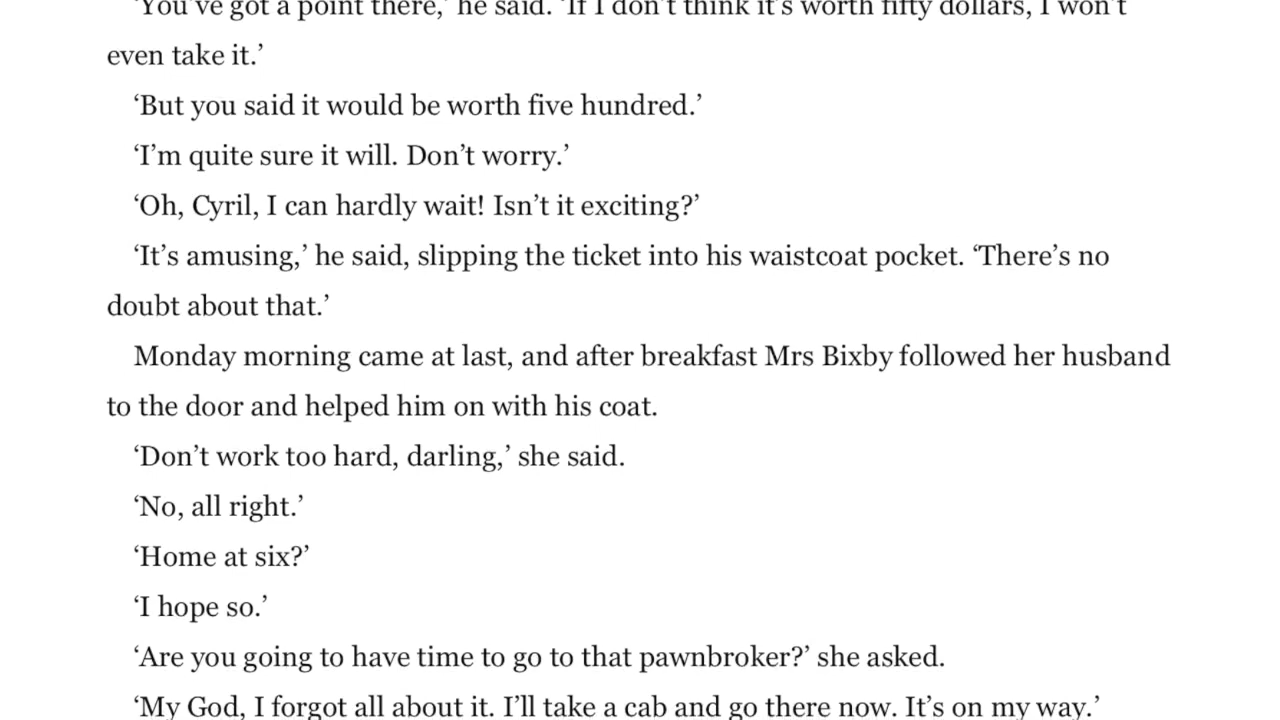 ‘You’ve got a point there,’ he said. ‘If I don’t think it’s worth fifty dollars, I won’t
even take it.’
‘But you said it would be worth five hundred.’
‘I’m quite sure it will. Don’t worry.’
‘Oh, Cyril, I can hardly wait! Isn’t it exciting?’
‘It’s amusing,’ he said, slipping the ticket into his waistcoat pocket. ‘There’s no
doubt about that.’
Monday morning came at last, and after breakfast Mrs Bixby followed her husband
to the door and helped him on with his coat.
‘Don’t work too hard, darling,’ she said.
‘No, all right.’
‘Home at six?’
‘I hope so.’
‘Are you going to have time to go to that pawnbroker?’ she asked.
‘My God, I forgot all about it. I’ll take a cab and go there now. It’s on my way.’